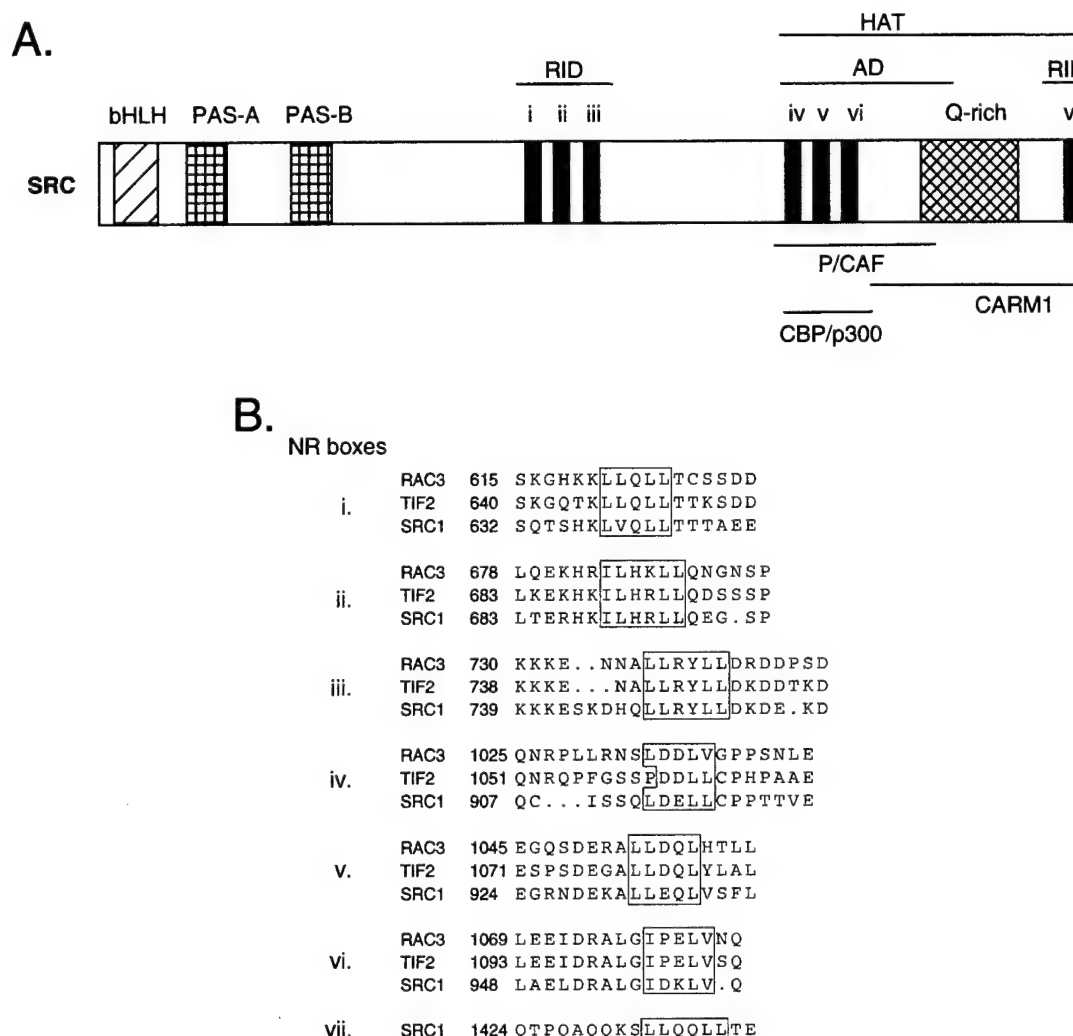 A.
HAT
RID AD RI
bHLH PAS-A PAS-B i ii iii iv v vi Q-rich v
SRC
P/CAF
CARM1
CBP/p300
B.
NR boxes
i.
RAC3 615 SKGHKKLLQLLTCSSDD
TIF2 640 SKGQTKLLQLLTTKSDD
SRC1 632 SQTSHKLVQLLTTTAEE
ii.
RAC3 678 LQEKHRILHKLLQNGNSP
TIF2 683 LKEKHKILHRLLQDSSSP
SRC1 683 LTERHKILHRLLQEG.SP
iii.
RAC3 730 KKKE..NNALLRYLLDRDDPSD
TIF2 738 KKKE...NALLRYLLDKDDTKD
SRC1 739 KKKESKDHQLLRYLLDKDE.KD
iv.
RAC3 1025 QNRPLLRNSLDDLVGPPSNLE
TIF2 1051 QNRQPFGSSPDDLLCPHPAAE
SRC1 907 QC...ISSQLDELLCPPTTVE
v.
RAC3 1045 EGQSDERALLDQLHTLL
TIF2 1071 ESPSDEGALLDQLYLAL
SRC1 924 EGRNDEKALLEQLVSFL
vi.
RAC3 1069 LEEIDRALGIPELVNQ
TIF2 1093 LEEIDRALGIPELVSQ
SRC1 948 LAELDRALGIDKLV.Q
vii. SRC1 1424 QTPQAQQKSLLQQLLTE